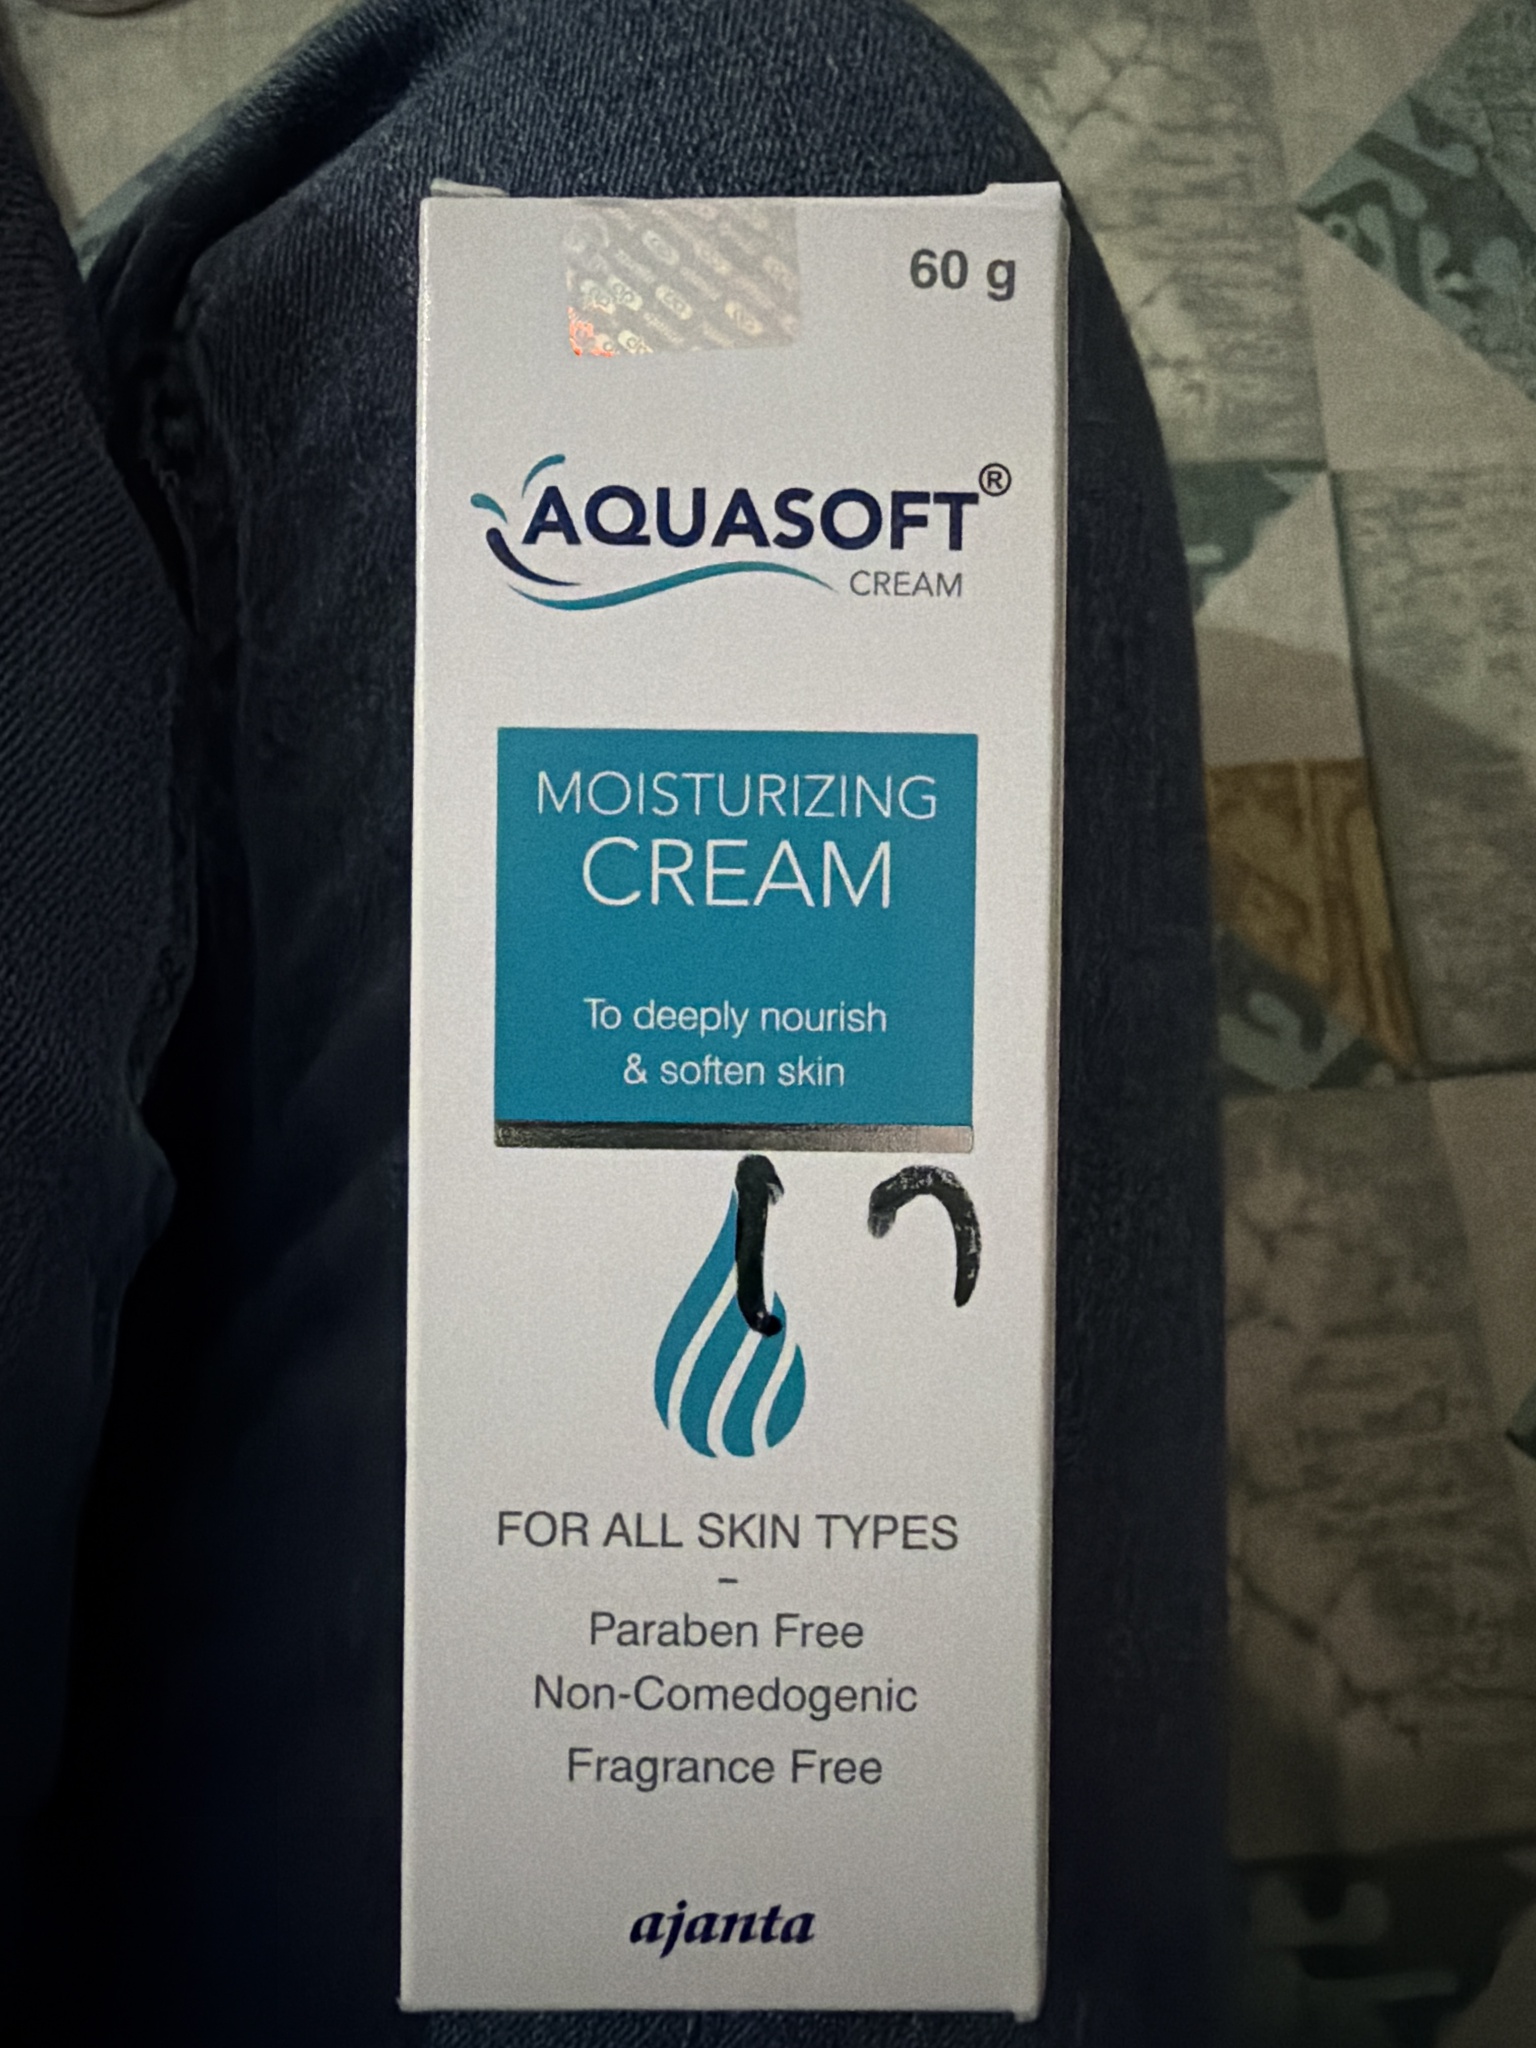 60 g
AQUASOFT®
CREAM
MOISTURIZING
CREAM
To deeply nourish
& soften skin
FOR ALL SKIN TYPES
–
Paraben Free
Non-Comedogenic
Fragrance Free
ajanta